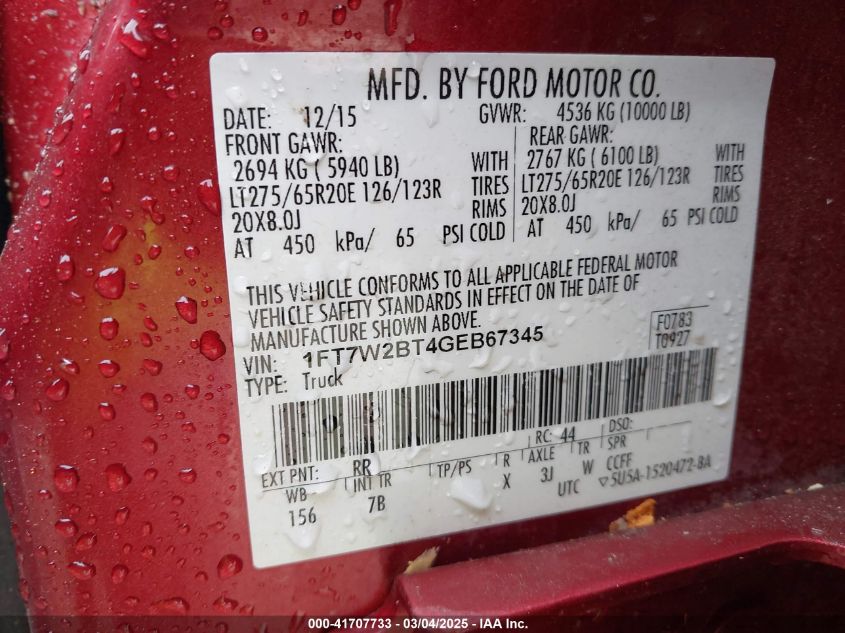 MFD. BY FORD MOTOR CO.
DATE: 12/15 GVWR: 4536 KG (10000 LB)
FRONT GAWR: REAR GAWR:
2694 KG ( 5940 LB) WITH 2767 KG ( 6100 LB) WITH
LT275/65R20E 126/123R TIRES LT275/65R20E 126/123R TIRES
20X8.0J RIMS 20X8.0J RIMS
AT 450 kPa/ 65 PSI COLD AT 450 kPa/ 65 PSI COLD
THIS VEHICLE CONFORMS TO ALL APPLICABLE FEDERAL MOTOR
VEHICLE SAFETY STANDARDS IN EFFECT ON THE DATE OF
MANUFACTURE SHOWN ABOVE.
VIN: 1FT7W2BT4GEB67345 F0783
TYPE: Truck T0927
EXT PNT: RR RC: 44 DSO:
WB INT TR TP/PS R AXLE TR SPR
156 7B X 3J W CCFF
UTC ▽5U5A-1520472-BA
000-41707733 - 03/04/2025 - IAA Inc.